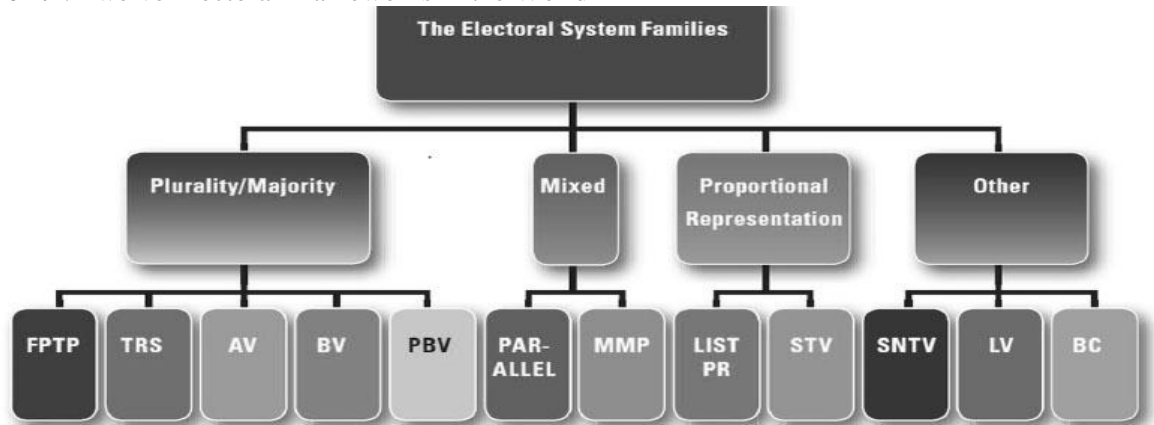 The Electoral System Families
Plurality/Majority
Mixed
Proportional
Representation
Other
FPTP
TRS
AV
BV
PBV
PAR-
ALLEL
MMP
LIST
PR
STV
SNTV
LV
BC